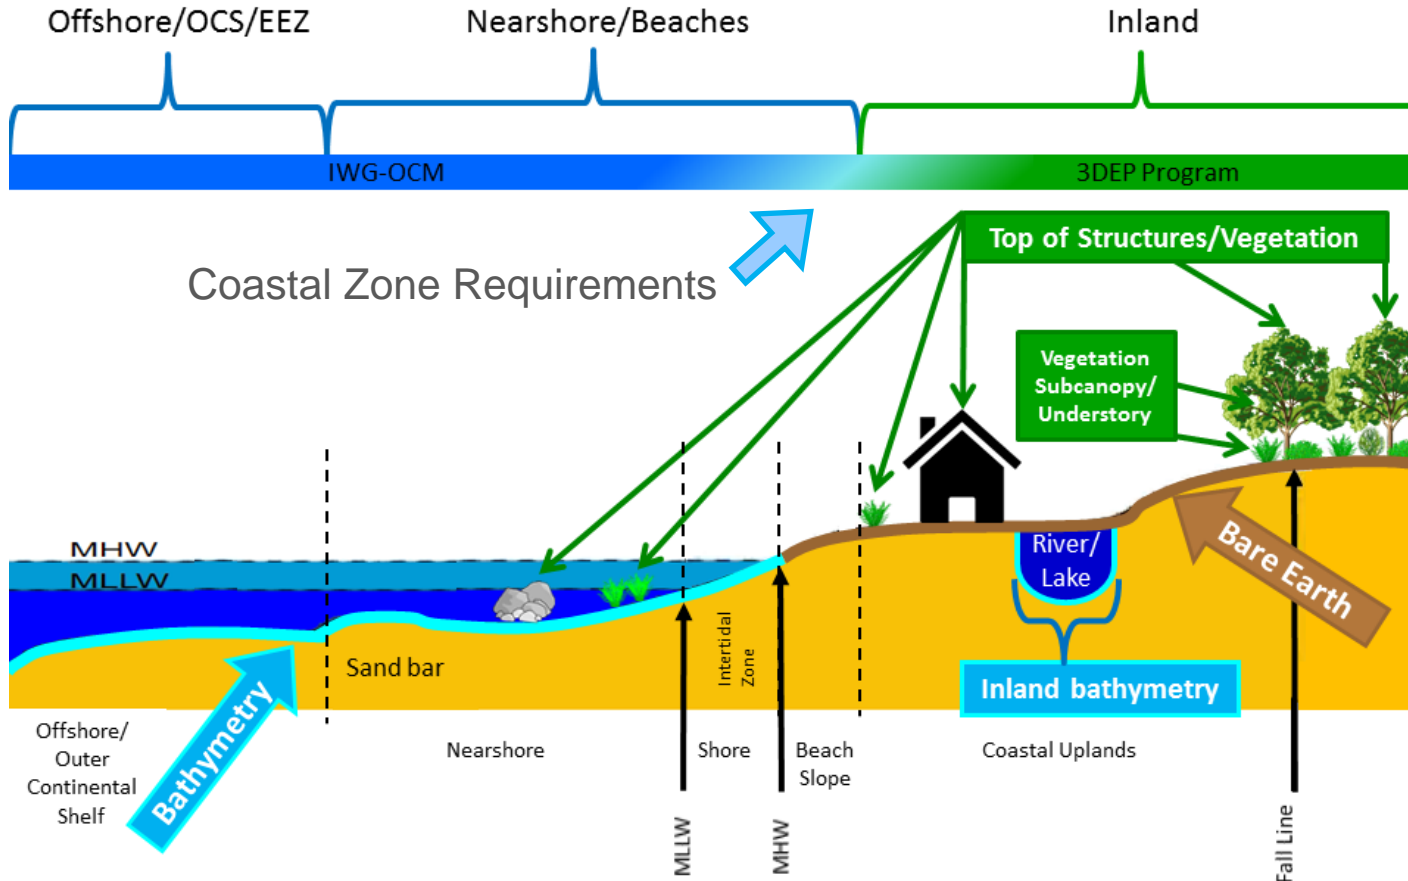 Offshore/OCS/EEZ
Nearshore/Beaches
Inland
IWG-OCM
3DEP Program
Coastal Zone Requirements
Top of Structures/Vegetation
Vegetation
Subcanopy/
Understory
MHW
MLLW
River/
Lake
Bare Earth
Sand bar
Intertidal
Zone
Inland bathymetry
Bathymetry
Offshore/
Outer
Continental
Shelf
Nearshore
Shore
Beach
Slope
Coastal Uplands
MLLW
MHW
Fall Line